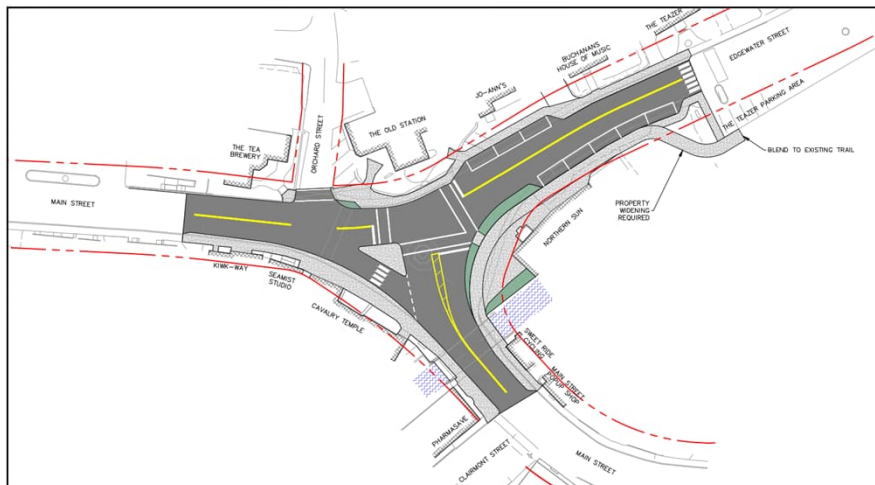 THE TEAZER
EDGEWATER STREET
BUCHANANS
HOUSE OF MUSIC
JO-ANN'S
THE TEAZER PARKING AREA
ORCHARD STREET
THE OLD STATION
THE TEA
BREWERY
BLEND TO EXISTING TRAIL
MAIN STREET
PROPERTY
WIDENING
REQUIRED
NORTHERN SUN
KWIK-WAY
SEAMIST
STUDIO
CAVALRY TEMPLE
SWEET RIDE
CYCLING
MAIN STREET
POPUP SHOP
PHARMASAVE
CLAIRMONT STREET
MAIN STREET